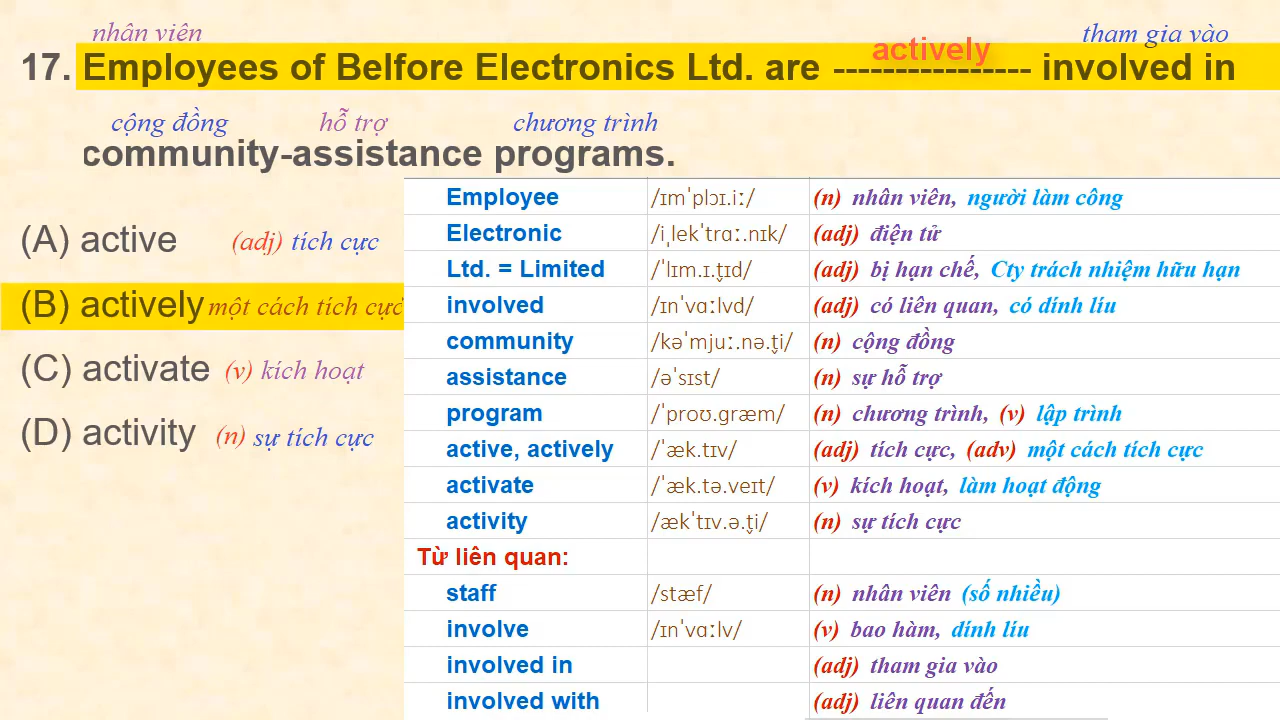 nhân viên
actively
tham gia vào
17. Employees of Belfore Electronics Ltd. are ---------------- involved in
cộng đồng hỗ trợ chương trình
community-assistance programs.
(A) active (adj) tích cực
(B) actively một cách tích cực
(C) activate (v) kích hoạt
(D) activity (n) sự tích cực
Employee /ɪmˈplɔɪ.iː/ (n) nhân viên, người làm công
Electronic /iˌlekˈtrɑː.nɪk/ (adj) điện tử
Ltd. = Limited /ˈlɪm.ɪ.t̬ɪd/ (adj) bị hạn chế, Cty trách nhiệm hữu hạn
involved /ɪnˈvɑːlvd/ (adj) có liên quan, có dính líu
community /kəˈmjuː.nə.t̬i/ (n) cộng đồng
assistance /əˈsɪst/ (n) sự hỗ trợ
program /ˈproʊ.ɡræm/ (n) chương trình, (v) lập trình
active, actively /ˈæk.tɪv/ (adj) tích cực, (adv) một cách tích cực
activate /ˈæk.tə.veɪt/ (v) kích hoạt, làm hoạt động
activity /ækˈtɪv.ə.t̬i/ (n) sự tích cực
Từ liên quan:
staff /stæf/ (n) nhân viên (số nhiều)
involve /ɪnˈvɑːlv/ (v) bao hàm, dính líu
involved in (adj) tham gia vào
involved with (adj) liên quan đến